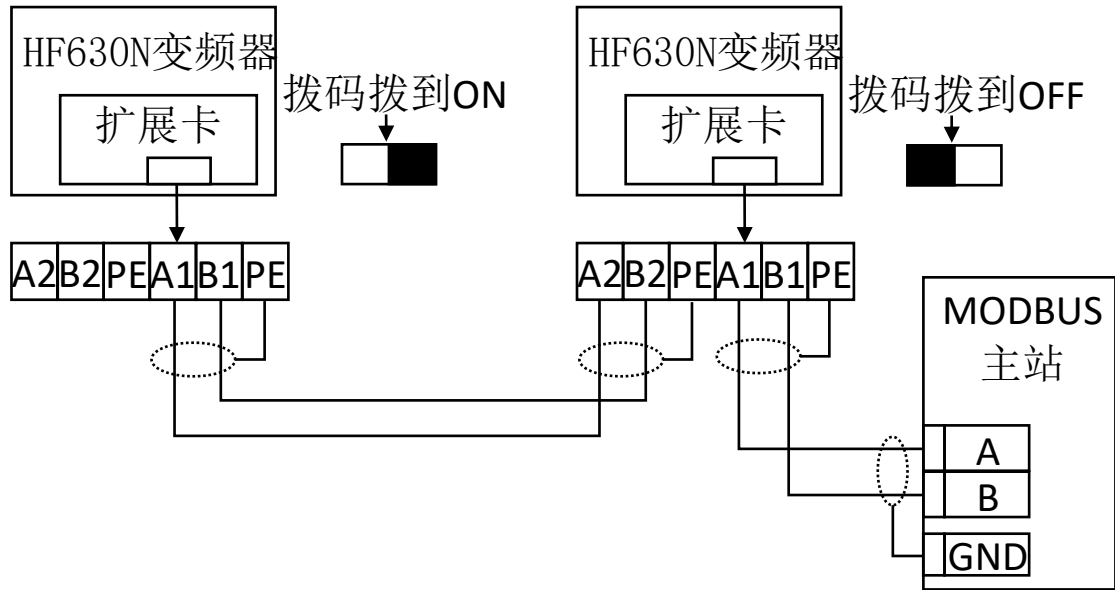 HF630N变频器
扩展卡
拨码拨到ON
HF630N变频器
扩展卡
拨码拨到OFF
A2 B2 PE A1 B1 PE
A2 B2 PE A1 B1 PE
MODBUS
主站
A
B
GND